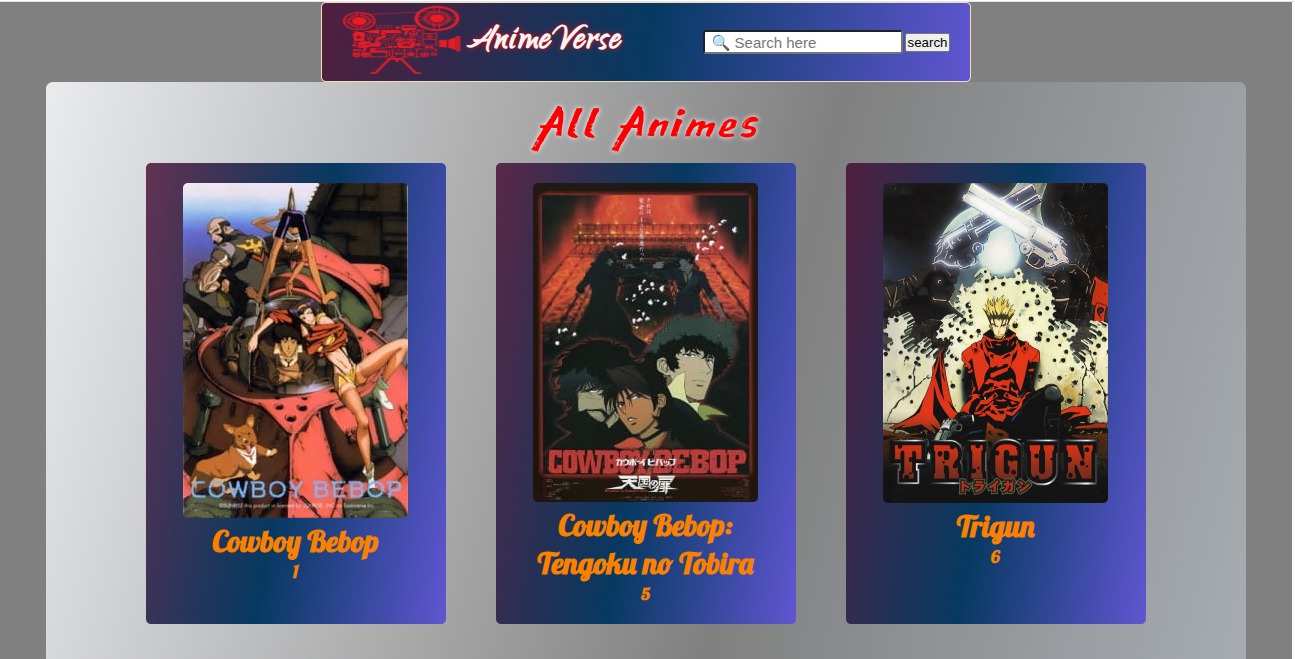 AnimeVerse
🔍 Search here
search
All Animes
COWBOY BEBOP
Cowboy Bebop
1
COWBOY BEBOP
カウボーイビバップ
天国の扉
Cowboy Bebop:
Tengoku no Tobira
5
TRIGUN
トライガン
Trigun
6